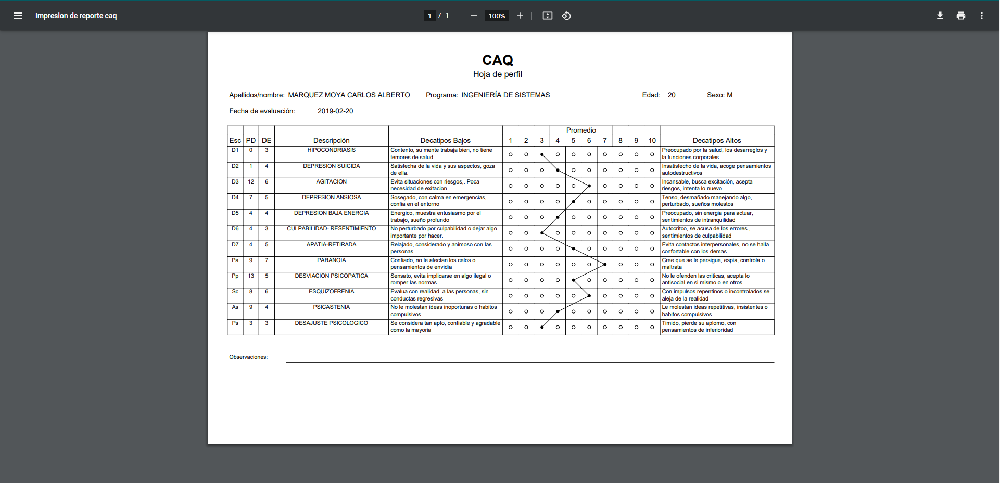 Impresion de reporte caq
1 / 1
100%
CAQ
Hoja de perfil
Apellidos/nombre: MARQUEZ MOYA CARLOS ALBERTO Programa: INGENIERÍA DE SISTEMAS Edad: 20 Sexo: M
Fecha de evaluación: 2019-02-20
Promedio
Esc PD DE Descripción Decatipos Bajos 1 2 3 4 5 6 7 8 9 10 Decatipos Altos
D1 0 3 HIPOCONDRIASIS Contento, su mente trabaja bien, no tiene Preocupado por la salud, los desarreglos y
temores de salud la funciones corporales
D2 1 4 DEPRESION SUICIDA Satisfecha de la vida y sus aspectos, goza Insatisfecho de la vida, acoge pensamientos
de ella. autodestructivos
D3 12 6 AGITACION Evita situaciones con riesgos,. Poca Incansable, busca excitación, acepta
necesidad de exitacion. riesgos, intenta lo nuevo
D4 7 5 DEPRESION ANSIOSA Sosegado, con calma en emergencias, Tenso, desmañado manejando algo,
confia en el entorno perturbado, sueños molestos
D5 4 4 DEPRESION BAJA ENERGIA Energico, muestra entusiasmo por el Preocupado, sin energia para actuar,
trabajo, sueño profundo sentimientos de intranquilidad
D6 4 3 CULPABILIDAD- RESENTIMIENTO No perturbado por culpabilidad o dejar algo Autocritco, se acusa de los errores ,
importante por hacer. sentimientos de culpabilidad
D7 4 5 APATIA-RETIRADA Relajado, considerado y animoso con las Evita contactos interpersonales, no se halla
personas confortable con los demas
Pa 9 7 PARANOIA Confiado, no le afectan los celos o Cree que se le persigue, espia, controla o
pensamientos de envidia maltrata
Pp 13 5 DESVIACION PSICOPATICA Sensato, evita implicarse en algo ilegal o No le ofenden las criticas, acepta lo
romper las normas antisocial en si mismo o en otros
Sc 8 6 ESQUIZOFRENIA Evalua con realidad a las personas, sin Con impulsos repentinos o incontrolados se
conductas regresivas aleja de la realidad
As 9 4 PSICASTENIA No le molestan ideas inoportunas o habitos Le molestan ideas repetitivas, insistentes o
compulsivos habitos compulsivos
Ps 3 3 DESAJUSTE PSICOLOGICO Se considera tan apto, confiable y agradable Timido, pierde su aplomo, con
como la mayoria pensamientos de inferioridad
Observaciones: